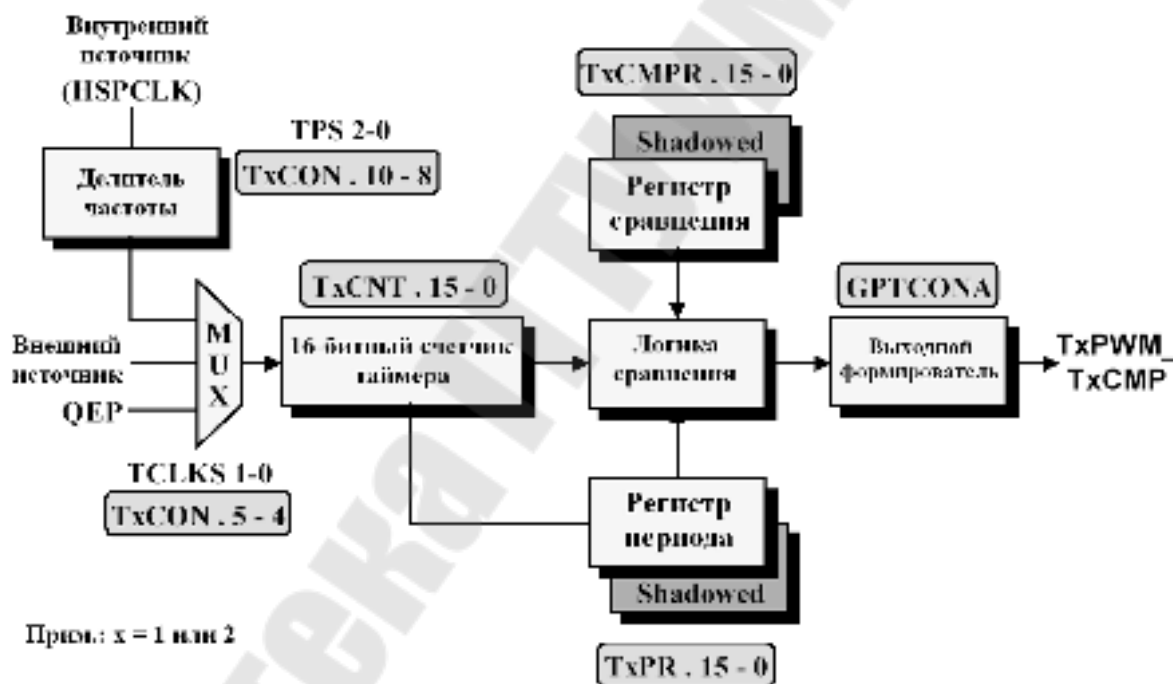 Внутренний
источник
(HSPCLK)
TPS 2-0
TxCON . 10 - 8
Делитель
частоты
TxCMPR . 15 - 0
Shadowed
Регистр
сравнения
TxCNT . 15 - 0
GPTCONA
MUX
Внешний
источник
QEP
16-битный счетчик
таймера
Логика
сравнения
Выходной
формирователь
TxPWM_
TxCMP
TCLKS 1-0
TxCON . 5 - 4
Регистр
периода
Shadowed
TxPR . 15 - 0
Прим.: x = 1 или 2